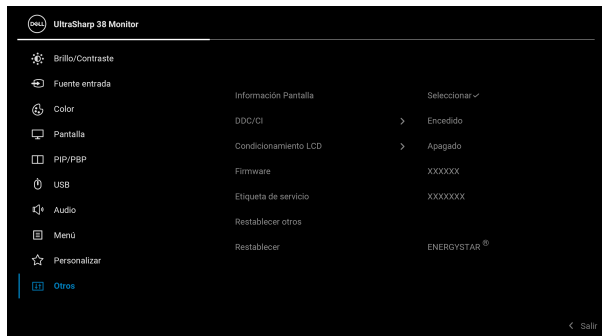 DELL UltraSharp 38 Monitor
Brillo/Contraste
Fuente entrada
Color
Pantalla
PIP/PBP
USB
Audio
Menú
Personalizar
Otros
Información Pantalla Seleccionar
DDC/CI Encedido
Condicionamiento LCD Apagado
Firmware XXXXXX
Etiqueta de servicio XXXXXXX
Restablecer otros
Restablecer ENERGYSTAR ®
Salir